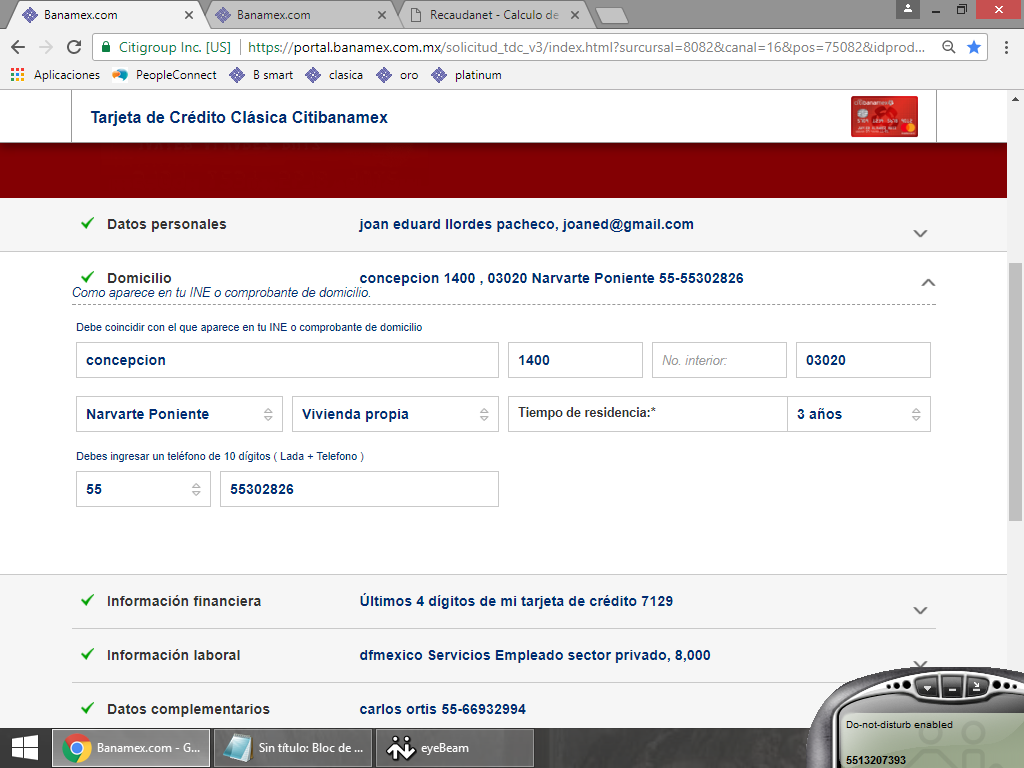 Banamex.com
Banamex.com
Recaudanet - Calculo de
Citigroup Inc. [US]
https://portal.banamex.com.mx/solicitud_tdc_v3/index.html?surcursal=8082&canal=16&pos=75082&idprod...
Aplicaciones PeopleConnect B smart clasica oro platinum
Tarjeta de Crédito Clásica Citibanamex
Datos personales joan eduard llordes pacheco, joaned@gmail.com
Domicilio concepcion 1400 , 03020 Narvarte Poniente 55-55302826
Como aparece en tu INE o comprobante de domicilio.
Debe coincidir con el que aparece en tu INE o comprobante de domicilio
concepcion 1400 No. interior: 03020
Narvarte Poniente Vivienda propia Tiempo de residencia:* 3 años
Debes ingresar un teléfono de 10 dígitos ( Lada + Telefono )
55 55302826
Información financiera Últimos 4 dígitos de mi tarjeta de crédito 7129
Información laboral dfmexico Servicios Empleado sector privado, 8,000
Datos complementarios carlos ortis 55-66932994
Do-not-disturb enabled
5513207393
Banamex.com - G... Sin título: Bloc de ... eyeBeam